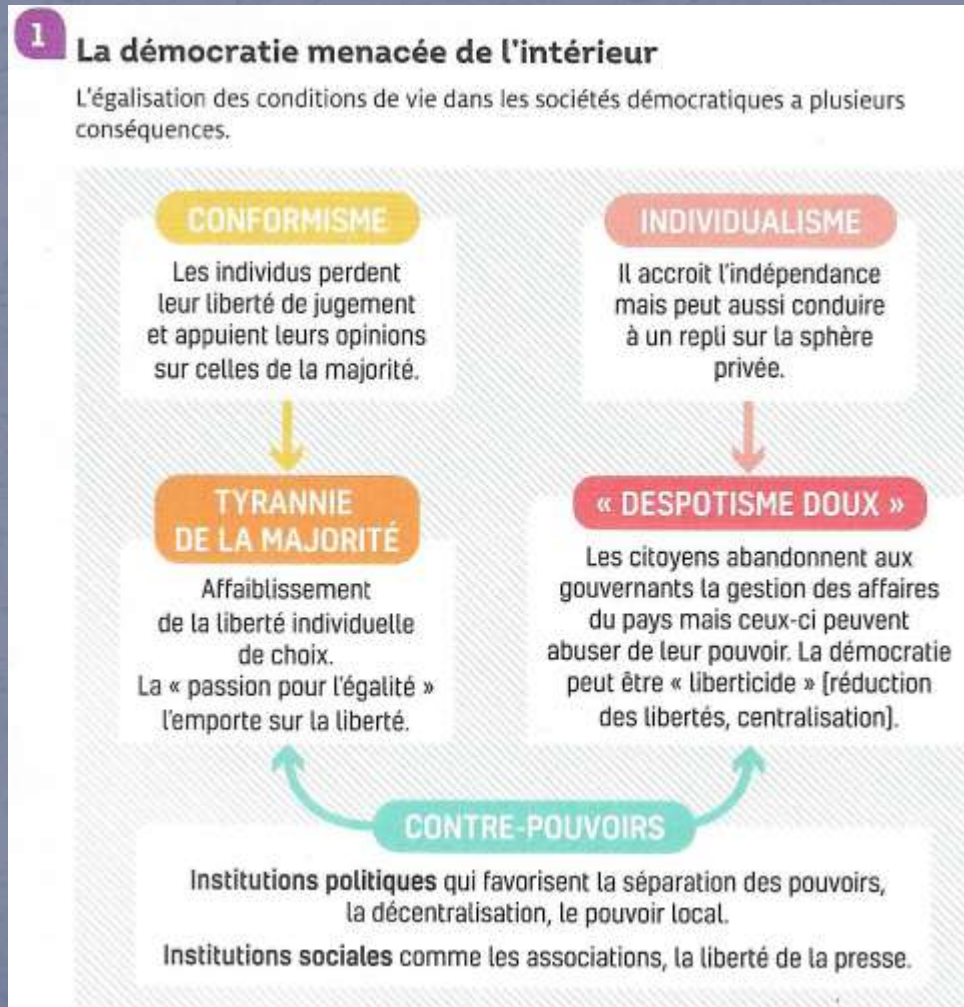 1
La démocratie menacée de l'intérieur
L'égalisation des conditions de vie dans les sociétés démocratiques a plusieurs
conséquences.
CONFORMISME
Les individus perdent
leur liberté de jugement
et appuient leurs opinions
sur celles de la majorité.
INDIVIDUALISME
Il accroît l'indépendance
mais peut aussi conduire
à un repli sur la sphère
privée.
TYRANNIE
DE LA MAJORITÉ
Affaiblissement
de la liberté individuelle
de choix.
La « passion pour l'égalité »
l'emporte sur la liberté.
« DESPOTISME DOUX »
Les citoyens abandonnent aux
gouvernants la gestion des affaires
du pays mais ceux-ci peuvent
abuser de leur pouvoir. La démocratie
peut être « liberticide » (réduction
des libertés, centralisation).
CONTRE-POUVOIRS
Institutions politiques qui favorisent la séparation des pouvoirs,
la décentralisation, le pouvoir local.
Institutions sociales comme les associations, la liberté de la presse.